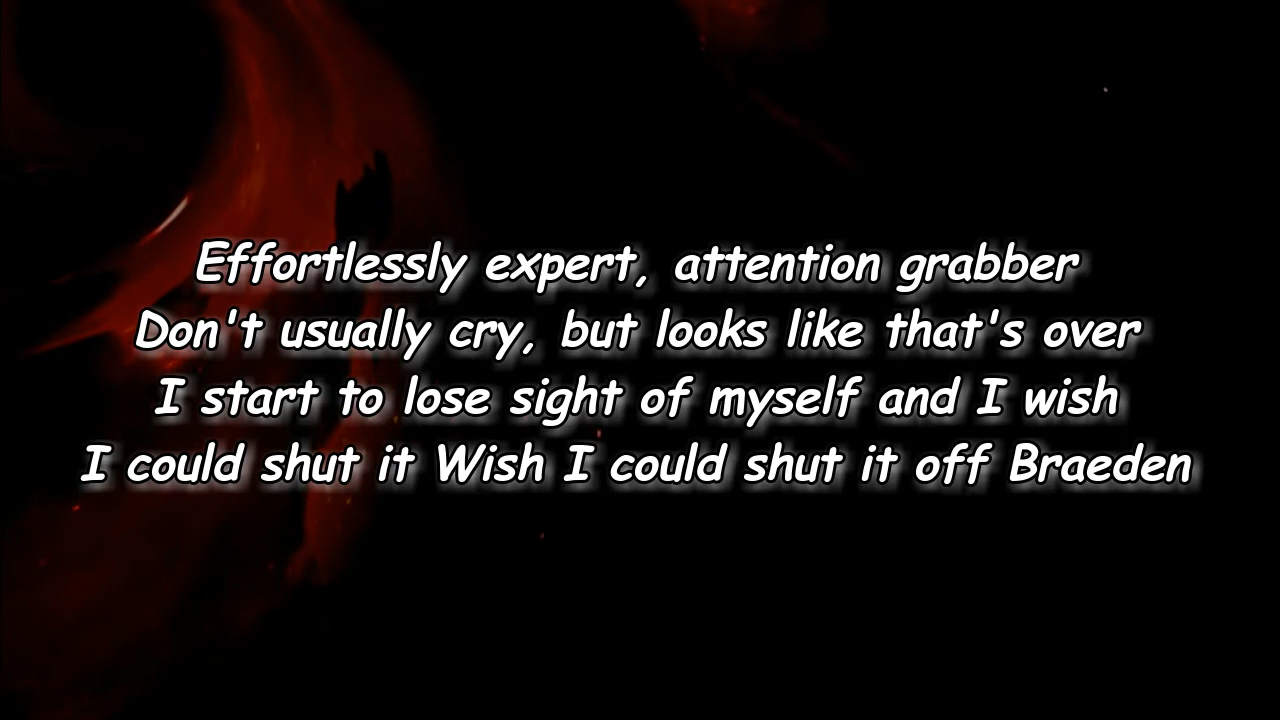 Effortlessly expert, attention grabber
Don't usually cry, but looks like that's over
I start to lose sight of myself and I wish
I could shut it Wish I could shut it off Braeden